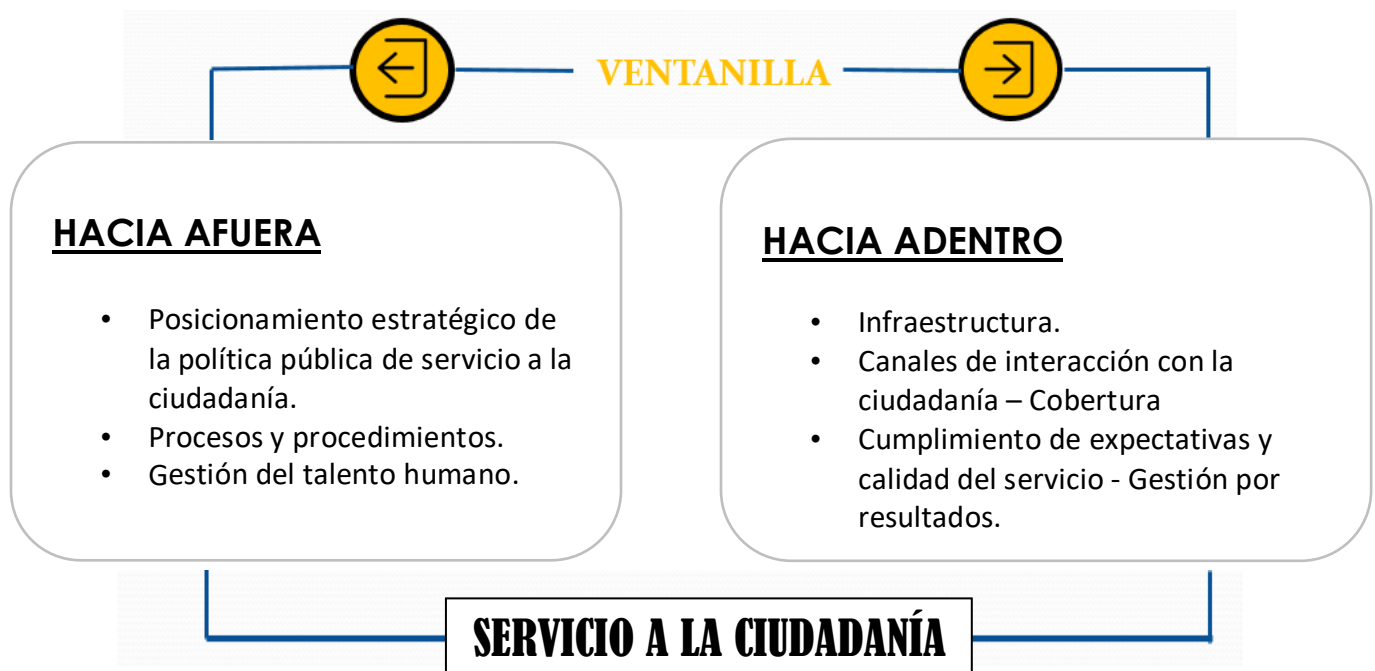 VENTANILLA
HACIA AFUERA
• Posicionamiento estratégico de
la política pública de servicio a la
ciudadanía.
• Procesos y procedimientos.
• Gestión del talento humano.
HACIA ADENTRO
• Infraestructura.
• Canales de interacción con la
ciudadanía – Cobertura
• Cumplimiento de expectativas y
calidad del servicio - Gestión por
resultados.
SERVICIO A LA CIUDADANÍA